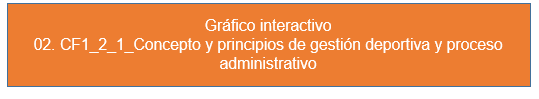 Gráfico interactivo
02. CF1_2_1_Concepto y principios de gestión deportiva y proceso
administrativo